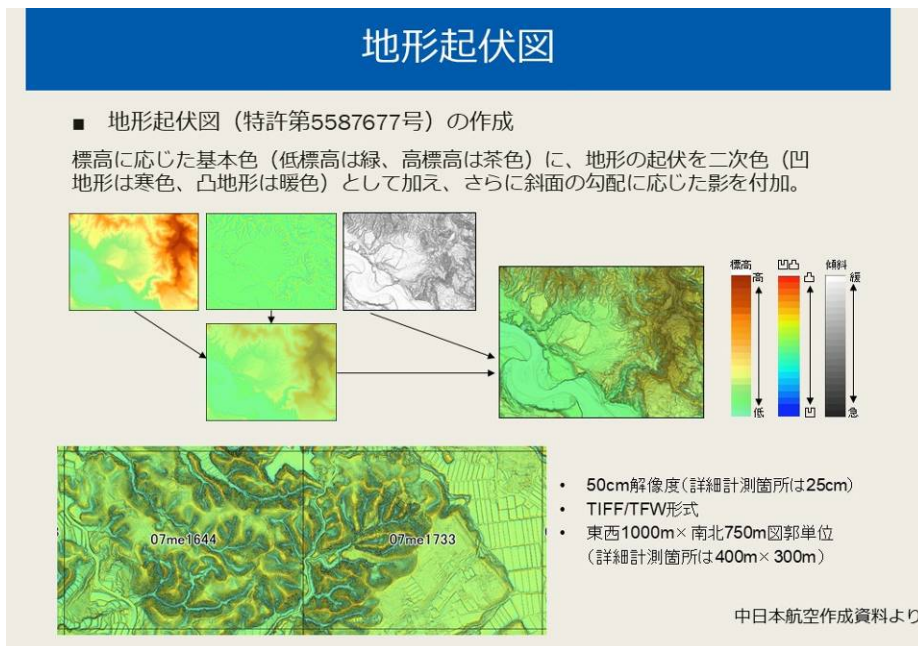 地形起伏図
■ 地形起伏図（特許第5587677号）の作成
標高に応じた基本色（低標高は緑、高標高は茶色）に、地形の起伏を二次色（凹
地形は寒色、凸地形は暖色）として加え、さらに斜面の勾配に応じた影を付加。
標高 凹凸 傾斜
高 凸 緩
低 凹 急
07me1644 07me1733
• 50cm解像度（詳細計測箇所は25cm）
• TIFF/TFW形式
• 東西1000m×南北750m図郭単位
（詳細計測箇所は400m×300m）
中日本航空作成資料より